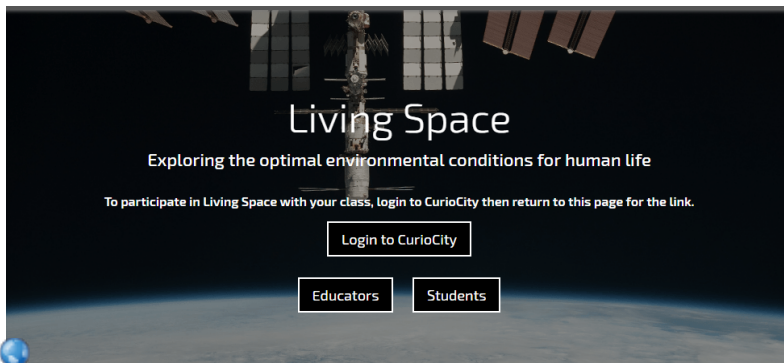 Living Space
Exploring the optimal environmental conditions for human life
To participate in Living Space with your class, login to CurioCity then return to this page for the link.
Login to CurioCity
Educators Students